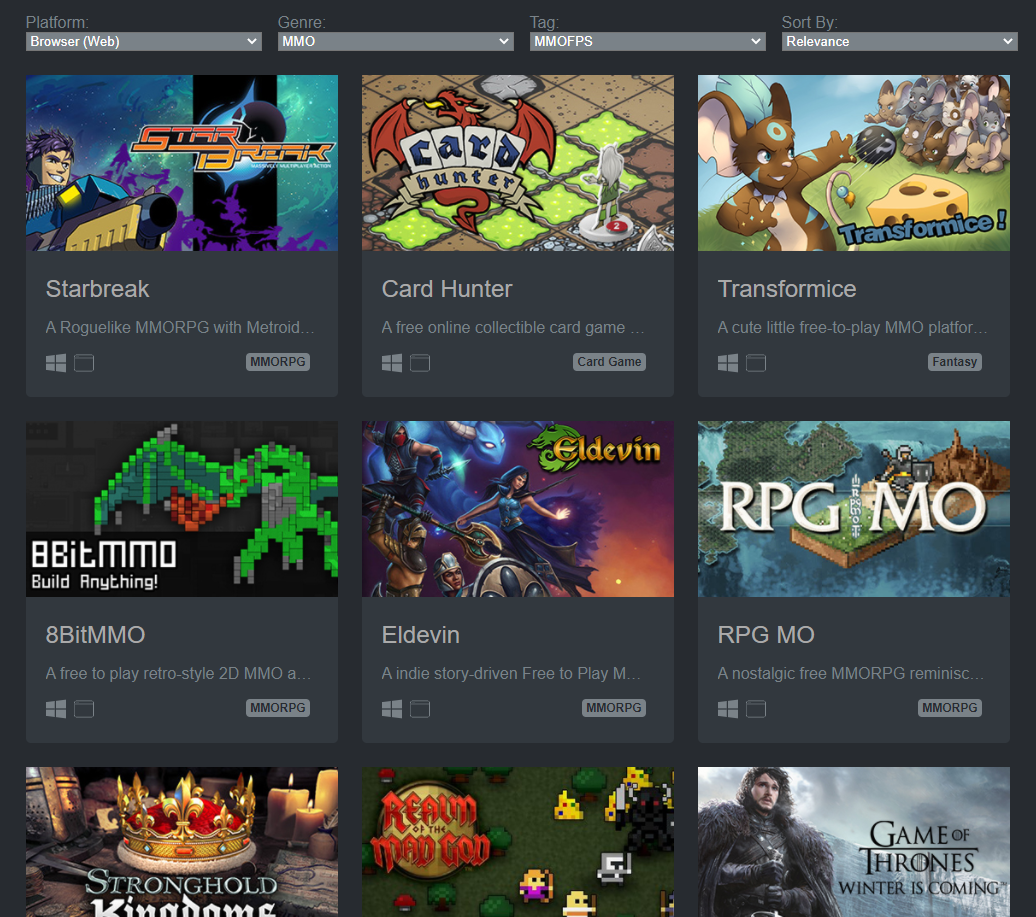 Platform: Genre: Tag: Sort By:
Browser (Web) MMO MMOFPS Relevance
STAR BREAK
MASSIVELY MULTIPLAYER ACTION
card hunter
2
Transformice !
Starbreak
A Roguelike MMORPG with Metroid…
MMORPG
Card Hunter
A free online collectible card game …
Card Game
Transformice
A cute little free-to-play MMO platfor…
Fantasy
8BitMMO
Build Anything!
Eldevin
RPG MO
8BitMMO
A free to play retro-style 2D MMO a…
MMORPG
Eldevin
A indie story-driven Free to Play M…
MMORPG
RPG MO
A nostalgic free MMORPG reminisc…
MMORPG
STRONGHOLD
Kingdoms
REALM
OF THE
MAD GOD
GAME OF
THRONES
WINTER IS COMING